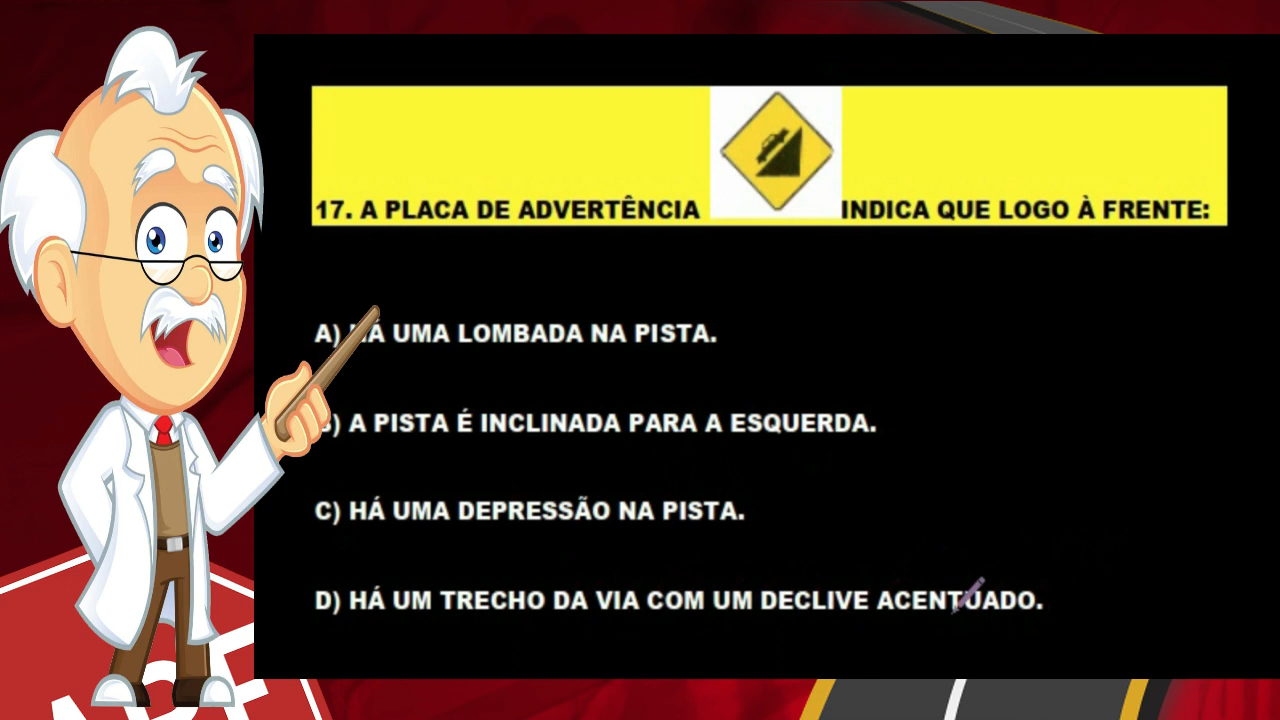 17. A PLACA DE ADVERTÊNCIA INDICA QUE LOGO À FRENTE:
A) HÁ UMA LOMBADA NA PISTA.
B) A PISTA É INCLINADA PARA A ESQUERDA.
C) HÁ UMA DEPRESSÃO NA PISTA.
D) HÁ UM TRECHO DA VIA COM UM DECLIVE ACENTUADO.